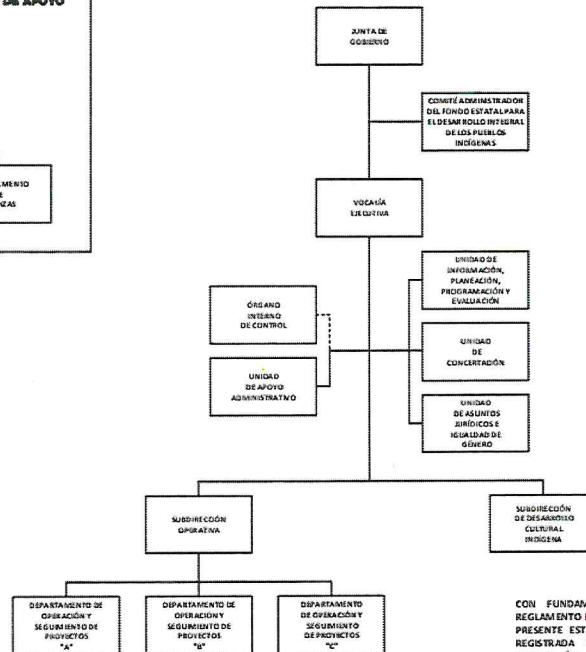 DE APOYO
JUNTA DE
GOBIERNO
COMITÉ ADMINISTRADOR
DEL FONDO ESTATAL PARA
EL DESARROLLO INTEGRAL
DE LOS PUEBLOS
INDÍGENAS
VOCALÍA
EJECUTIVA
UNIDAD DE
INFORMACIÓN,
PLANEACIÓN,
PROGRAMACIÓN Y
EVALUACIÓN
ÓRGANO
INTERNO
DE CONTROL
UNIDAD
DE
CONCERTACIÓN
UNIDAD
DE APOYO
ADMINISTRATIVO
UNIDAD
DE ASUNTOS
JURÍDICOS E
IGUALDAD DE
GÉNERO
SUBDIRECCIÓN
OPERATIVA
SUBDIRECCIÓN
DE DESARROLLO
CULTURAL
INDÍGENA
DEPARTAMENTO DE
OPERACIÓN Y
SEGUIMIENTO DE
PROYECTOS
"A"
DEPARTAMENTO DE
OPERACIÓN Y
SEGUIMIENTO DE
PROYECTOS
"B"
DEPARTAMENTO
DE OPERACIÓN Y
SEGUIMIENTO
DE PROYECTOS
"C"
CON FUNDAM
REGLAMENTO
PRESENTE EST
REGISTRADA